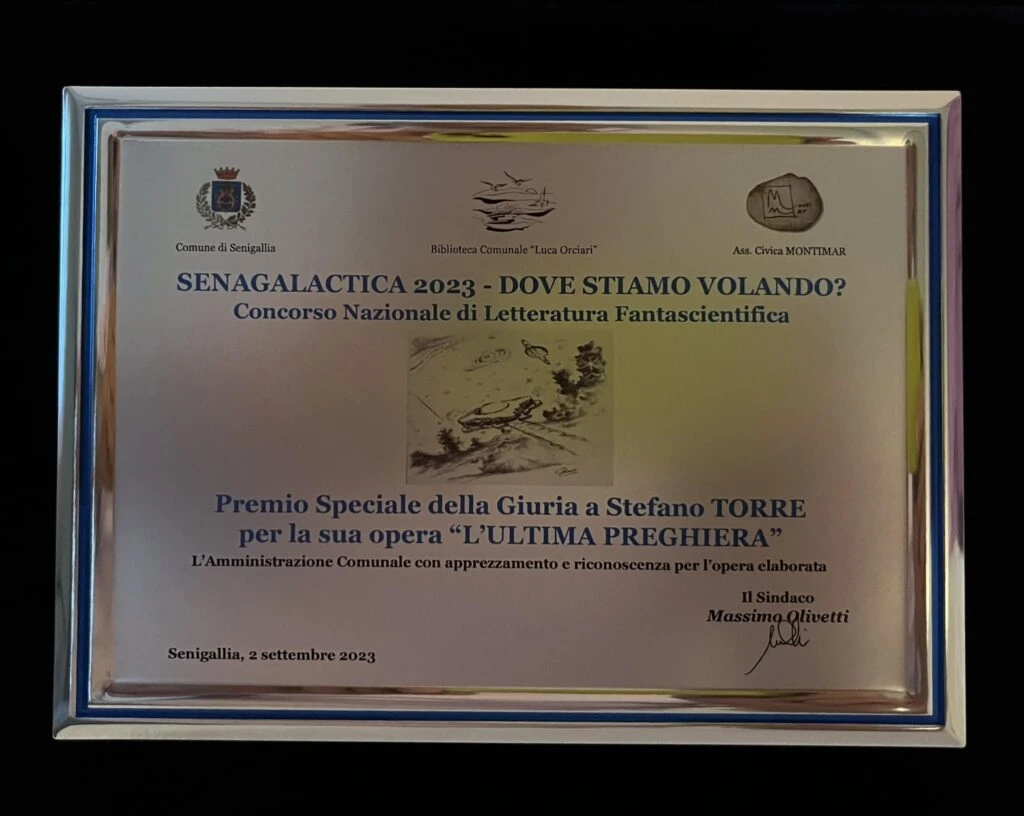 Comune di Senigallia
Biblioteca Comunale “Luca Orciari”
Ass. Civica MONTIMAR
SENAGALACTICA 2023 - DOVE STIAMO VOLANDO?
Concorso Nazionale di Letteratura Fantascientifica
Premio Speciale della Giuria a Stefano TORRE
per la sua opera “L’ULTIMA PREGHIERA”
L’Amministrazione Comunale con apprezzamento e riconoscenza per l’opera elaborata
Il Sindaco
Massimo Olivetti
Senigallia, 2 settembre 2023